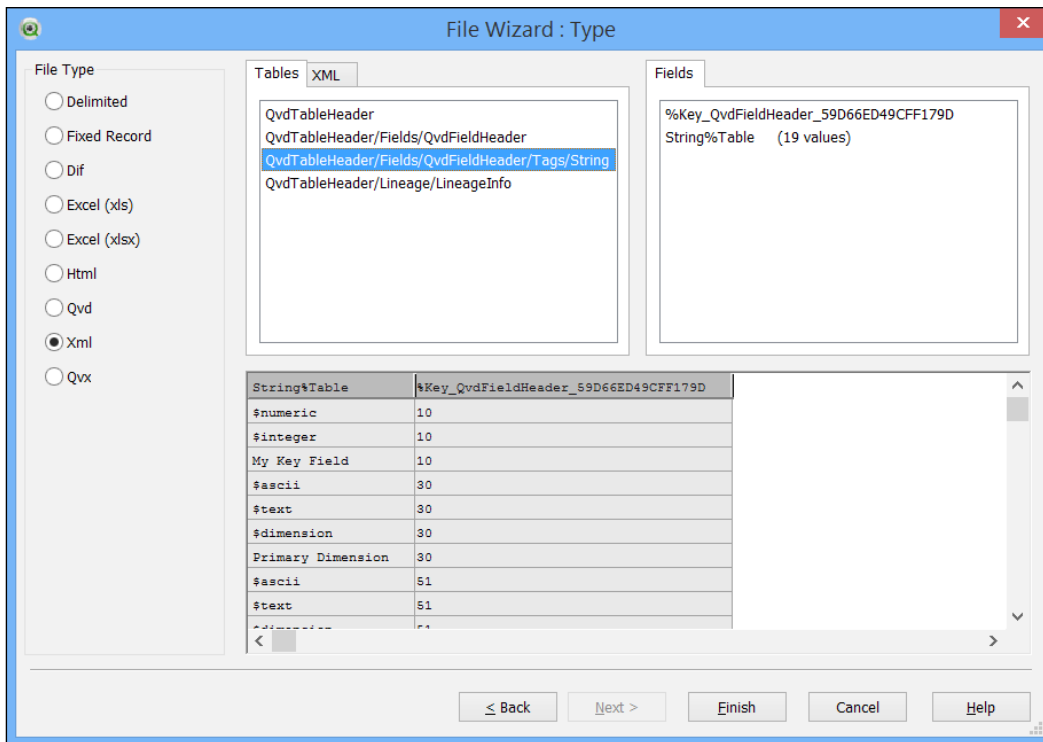 File Wizard : Type
File Type
Delimited
Fixed Record
Dif
Excel (xls)
Excel (xlsx)
Html
Qvd
Xml
Qvx
Tables XML
QvdTableHeader
QvdTableHeader/Fields/QvdFieldHeader
QvdTableHeader/Fields/QvdFieldHeader/Tags/String
QvdTableHeader/Lineage/LineageInfo
Fields
%Key_QvdFieldHeader_59D66ED49CFF179D
String%Table (19 values)
String%Table %Key_QvdFieldHeader_59D66ED49CFF179D
$numeric 10
$integer 10
My Key Field 10
$ascii 30
$text 30
$dimension 30
Primary Dimension 30
$ascii 51
$text 51
$dimension 51
< Back Next > Finish Cancel Help